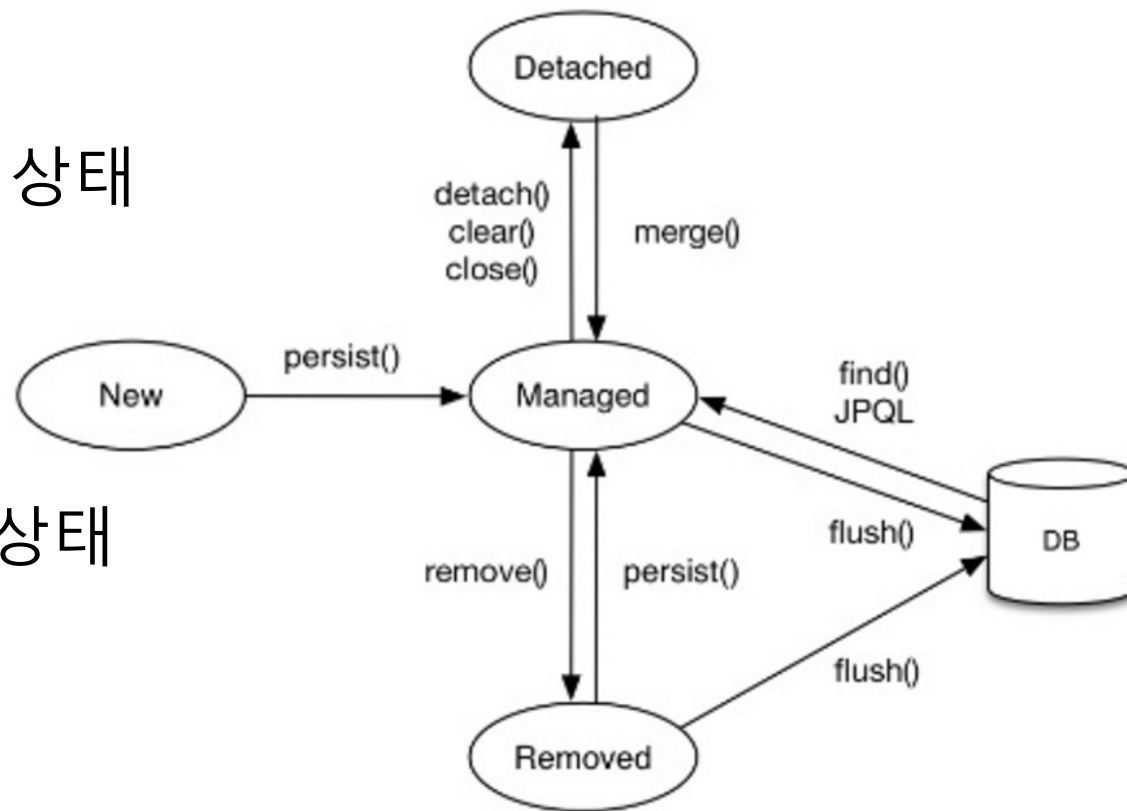 Detached
상태
detach()
clear()
close()
merge()
persist()
New
Managed
find()
JPQL
상태
flush()
DB
remove()
persist()
flush()
Removed